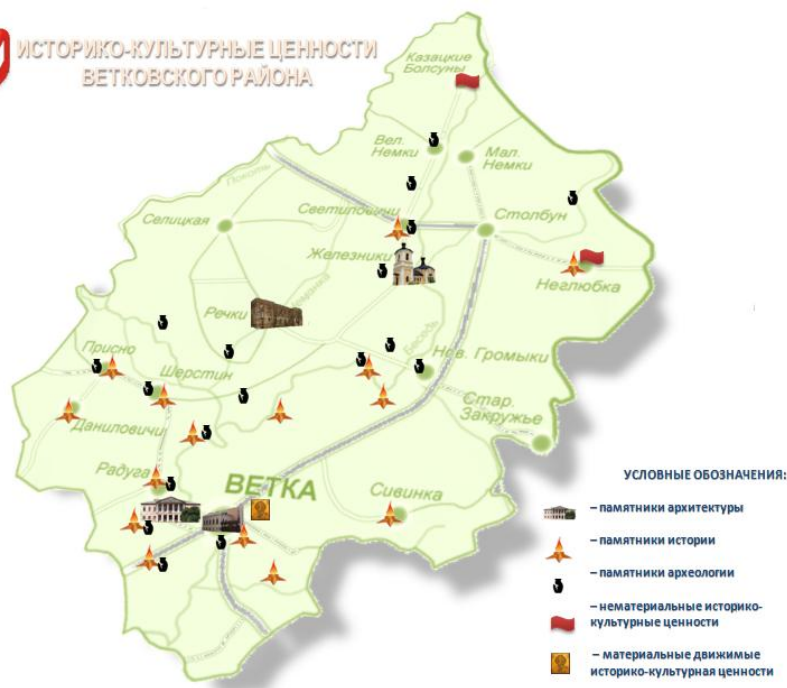 ИСТОРИКО-КУЛЬТУРНЫЕ ЦЕННОСТИ
ВЕТКОВСКОГО РАЙОНА
Казацкие
Болсуны
Вел.
Немки
Мал.
Немки
Покоть
Светиловичи
Селицкая
Столбун
Железники
Неглюбка
Речки
Беседь
Нов. Громыки
Присно
Шерстин
Стар.
Закружье
Даниловичи
Радуга
ВЕТКА
Сивинка
УСЛОВНЫЕ ОБОЗНАЧЕНИЯ:
– памятники архитектуры
– памятники истории
– памятники археологии
– нематериальные историко-
культурные ценности
– материальные движимые
историко-культурная ценности